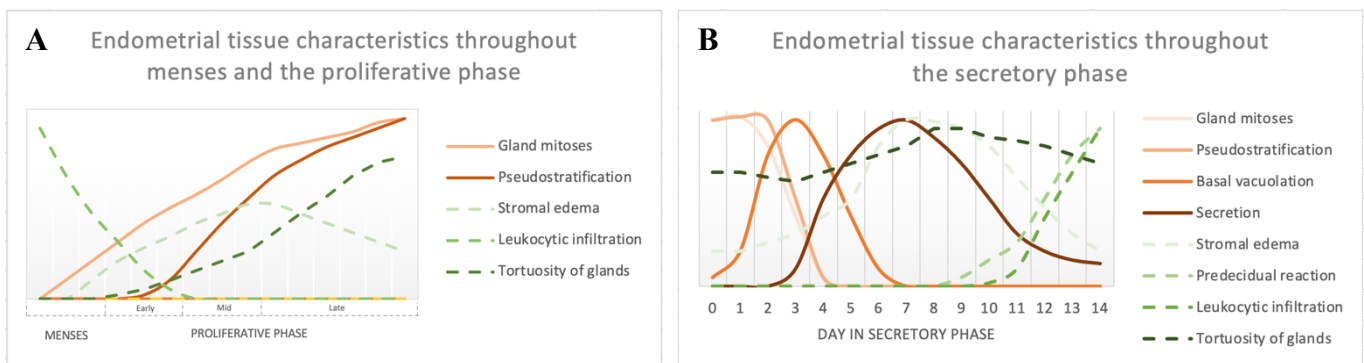 A
Endometrial tissue characteristics throughout
menses and the proliferative phase
Gland mitoses
Pseudostratification
Stromal edema
Leukocytic infiltration
Tortuosity of glands
Early
Mid
Late
MENSES
PROLIFERATIVE PHASE
B
Endometrial tissue characteristics throughout
the secretory phase
Gland mitoses
Pseudostratification
Basal vacuolation
Secretion
Stromal edema
Predecidual reaction
Leukocytic infiltration
Tortuosity of glands
0 1 2 3 4 5 6 7 8 9 10 11 12 13 14
DAY IN SECRETORY PHASE